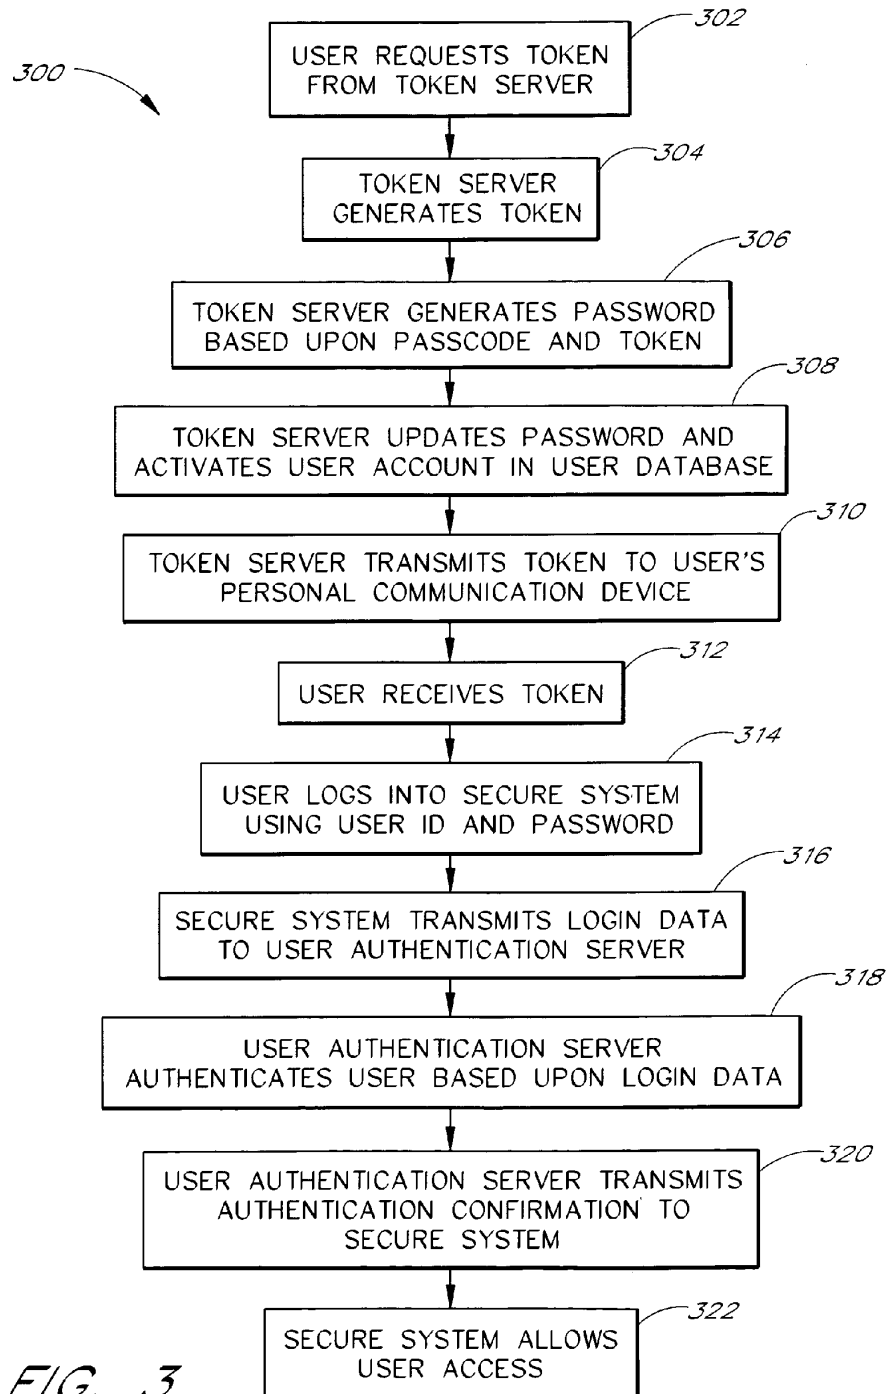 302
USER REQUESTS TOKEN
FROM TOKEN SERVER
300
304
TOKEN SERVER
GENERATES TOKEN
306
TOKEN SERVER GENERATES PASSWORD
BASED UPON PASSCODE AND TOKEN
308
TOKEN SERVER UPDATES PASSWORD AND
ACTIVATES USER ACCOUNT IN USER DATABASE
310
TOKEN SERVER TRANSMITS TOKEN TO USER'S
PERSONAL COMMUNICATION DEVICE
312
USER RECEIVES TOKEN
314
USER LOGS INTO SECURE SYSTEM
USING USER ID AND PASSWORD
316
SECURE SYSTEM TRANSMITS LOGIN DATA
TO USER AUTHENTICATION SERVER
318
USER AUTHENTICATION SERVER
AUTHENTICATES USER BASED UPON LOGIN DATA
320
USER AUTHENTICATION SERVER TRANSMITS
AUTHENTICATION CONFIRMATION TO
SECURE SYSTEM
322
SECURE SYSTEM ALLOWS
USER ACCESS
FIG. 3